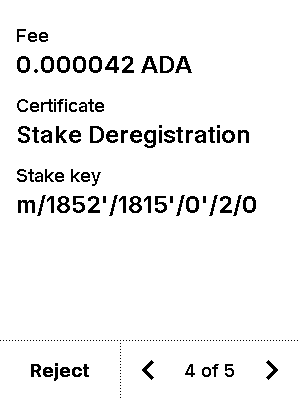 Fee
0.000042 ADA
Certificate
Stake Deregistration
Stake key
m/1852'/1815'/0'/2/0
Reject
4 of 5